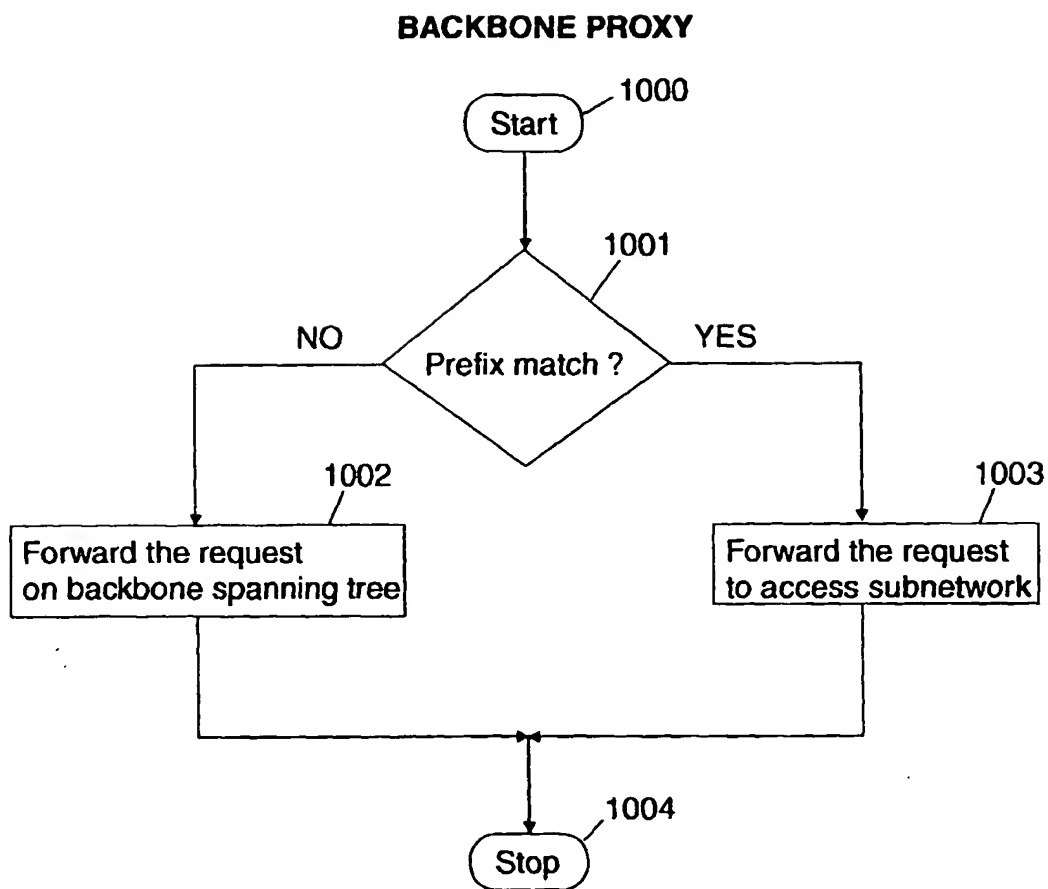 BACKBONE PROXY
1000
Start
1001
NO
YES
Prefix match ?
1002
1003
Forward the request
on backbone spanning tree
Forward the request
to access subnetwork
1004
Stop